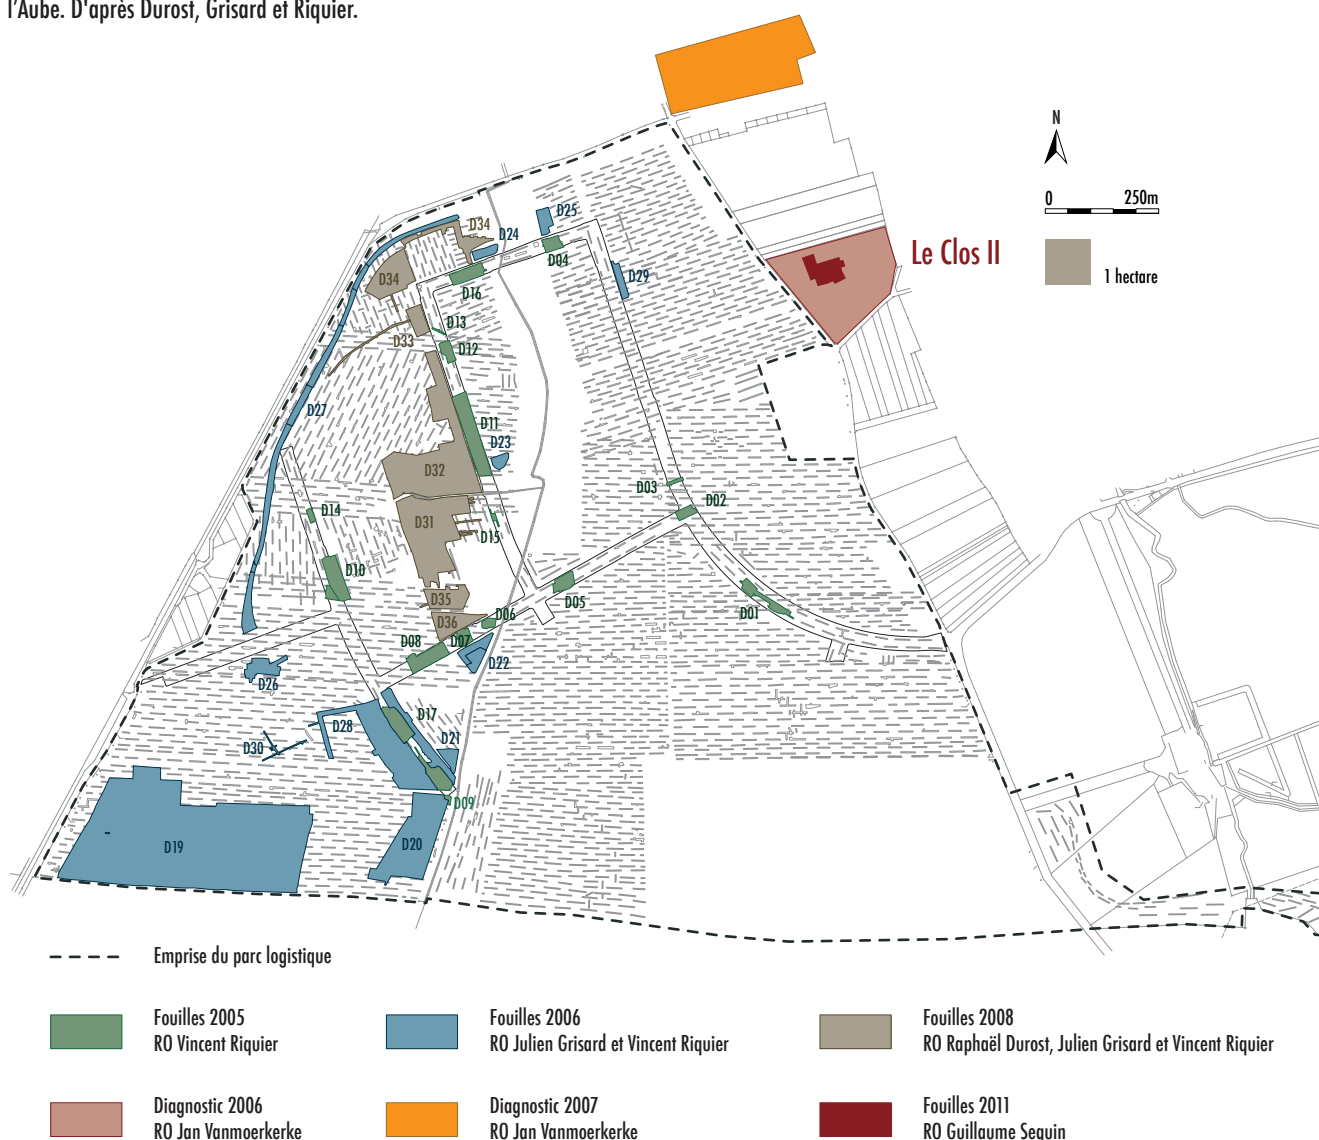 l'Aube. D'après Durost, Grisard et Riquier.
N
0 250m
1 hectare
Le Clos II
D25
D34
D24
D04
D34
D29
D16
D13
D33
D12
D27
D11
D23
D32
D03
D02
D14
D31
D15
D10
D35
D05
D01
D06
D36
D08
D07
D22
D26
D17
D28
D21
D30
D09
D19
D20
Emprise du parc logistique
Fouilles 2005
RO Vincent Riquier
Fouilles 2006
RO Julien Grisard et Vincent Riquier
Fouilles 2008
RO Raphaël Durost, Julien Grisard et Vincent Riquier
Diagnostic 2006
RO Jan Vanmoerkerke
Diagnostic 2007
RO Jan Vanmoerkerke
Fouilles 2011
RO Guillaume Seguin